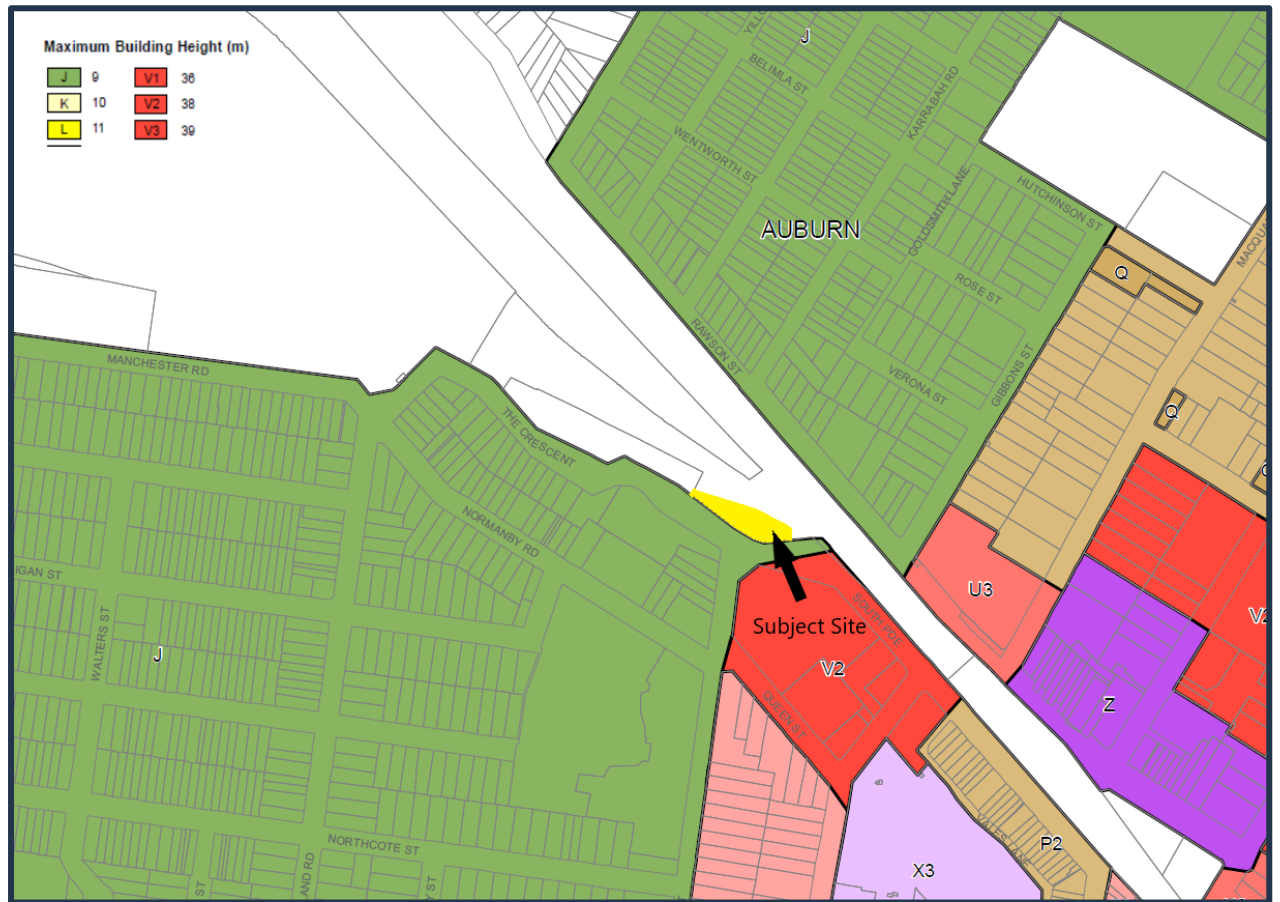 Maximum Building Height (m)
J 9 V1 36
K 10 V2 38
L 11 V3 39
J
BELIMLA ST
KARRABAH RD
WENTWORTH ST
HUTCHINSON ST
GOLDSMITH LANE
AUBURN
Q
ROSE ST
RAWSON ST
MANCHESTER RD
VERONA ST
GIBBONS ST
THE CRESCENT
Q
NORMANBY RD
IGAN ST
U3
SOUTH PDE
Subject Site
WALTERS ST
J
V2
QUEEN ST
Z
NORTHCOTE ST
P2
X3